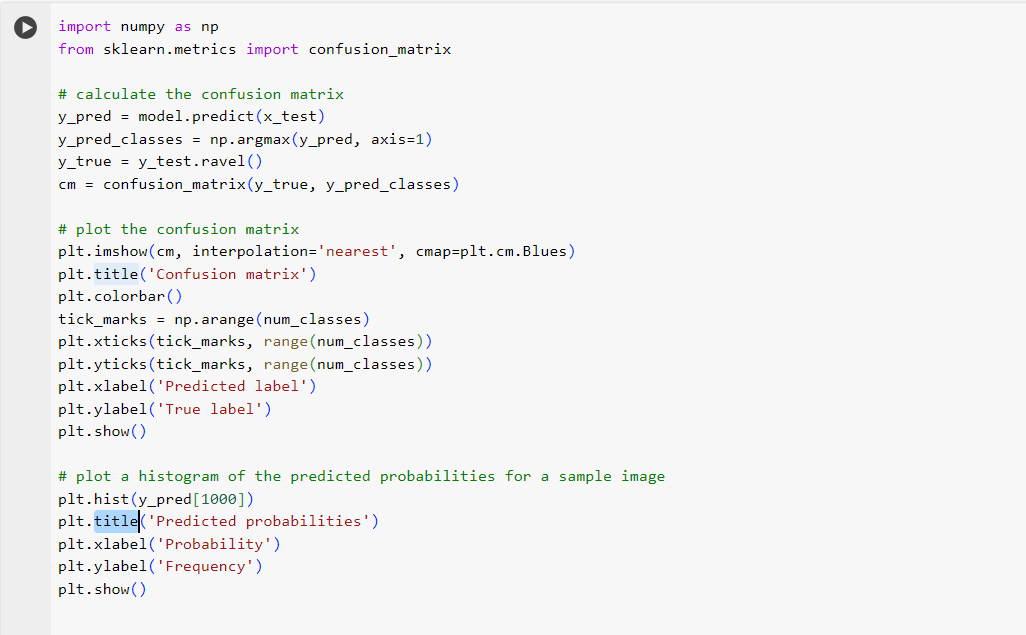 import numpy as np
from sklearn.metrics import confusion_matrix
# calculate the confusion matrix
y_pred = model.predict(x_test)
y_pred_classes = np.argmax(y_pred, axis=1)
y_true = y_test.ravel()
cm = confusion_matrix(y_true, y_pred_classes)
# plot the confusion matrix
plt.imshow(cm, interpolation='nearest', cmap=plt.cm.Blues)
plt.title('Confusion matrix')
plt.colorbar()
tick_marks = np.arange(num_classes)
plt.xticks(tick_marks, range(num_classes))
plt.yticks(tick_marks, range(num_classes))
plt.xlabel('Predicted label')
plt.ylabel('True label')
plt.show()
# plot a histogram of the predicted probabilities for a sample image
plt.hist(y_pred[1000])
plt.title('Predicted probabilities')
plt.xlabel('Probability')
plt.ylabel('Frequency')
plt.show()